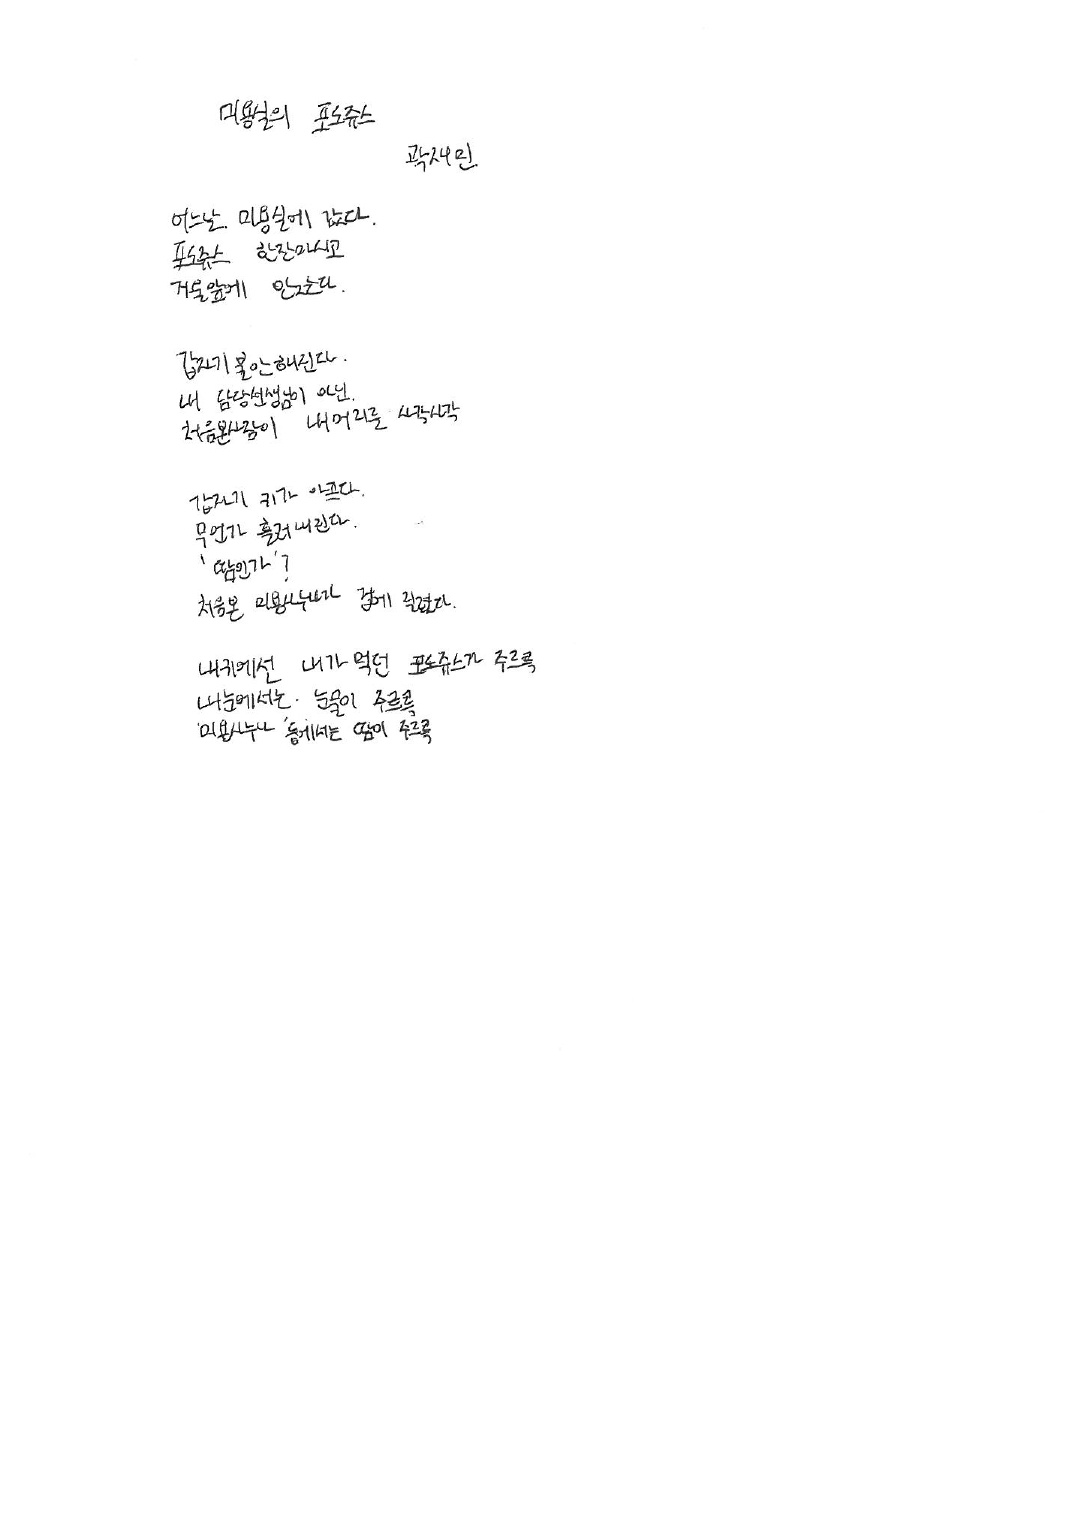 미용실의 포도쥬스
곽재민
어느날. 미용실에 갔다.
포도쥬스 한잔마시고
거울앞에 앉는다.
갑자기 불안해진다.
내 담당선생님이 아닌.
처음본사람이 내머리를 사각사각
갑자기 귀가 아프다.
무언가 흘러내린다.
'땀인가'?
처음본 미용사누나가 겁에 질렸다.
내귀에선 내가 먹던 포도쥬스가 주르륵
내눈에서는. 눈물이 주르륵
미용사누나 등에서는 땀이 주르륵